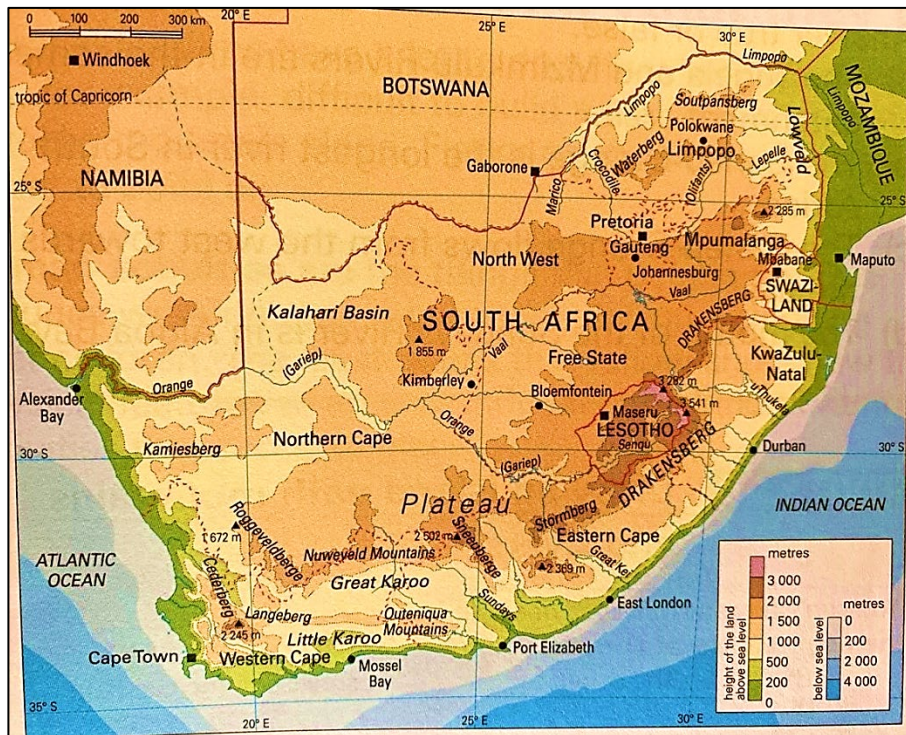 0 100 200 300 km
20° E
25° E
30° E
Windhoek
tropic of Capricorn
BOTSWANA
Limpopo
Limpopo
Soutpansberg
MOZAMBIQUE
Limpopo
Polokwane
Limpopo
Lowveld
Waterberg
Gaborone
Marico
Crocodile
(Olifants)
Lepelle
NAMIBIA
25° S
25° S
2 285 m
Pretoria
Gauteng
Mpumalanga
Mbabane
Maputo
North West
Johannesburg
Vaal
SWAZI-
LAND
Kalahari Basin
SOUTH AFRICA
DRAKENSBERG
1 855 m
Vaal
Free State
KwaZulu-
Natal
Orange
(Gariep)
Kimberley
Bloemfontein
3 282 m
uThukela
Alexander
Bay
Orange
Maseru
3 541 m
LESOTHO
Senqu
Northern Cape
Kamiesberg
30° S
(Gariep)
DRAKENSBERG
Durban
30° S
Plateau
Stormberg
INDIAN OCEAN
Roggeveldberge
1 672 m
2 502 m
Sneeuberge
Eastern Cape
ATLANTIC
OCEAN
Nuweveld Mountains
2 369 m
Great Kei
Cederberg
Great Karoo
Sundays
East London
Langeberg
Outeniqua
Mountains
2 245 m
Little Karoo
Port Elizabeth
Cape Town
Western Cape
Mossel
Bay
35° S
20° E
25° E
30° E
35° S
metres
3 000
2 000
1 500
1 000
500
200
0
height of the land
above sea level
metres
0
200
2 000
4 000
below sea level